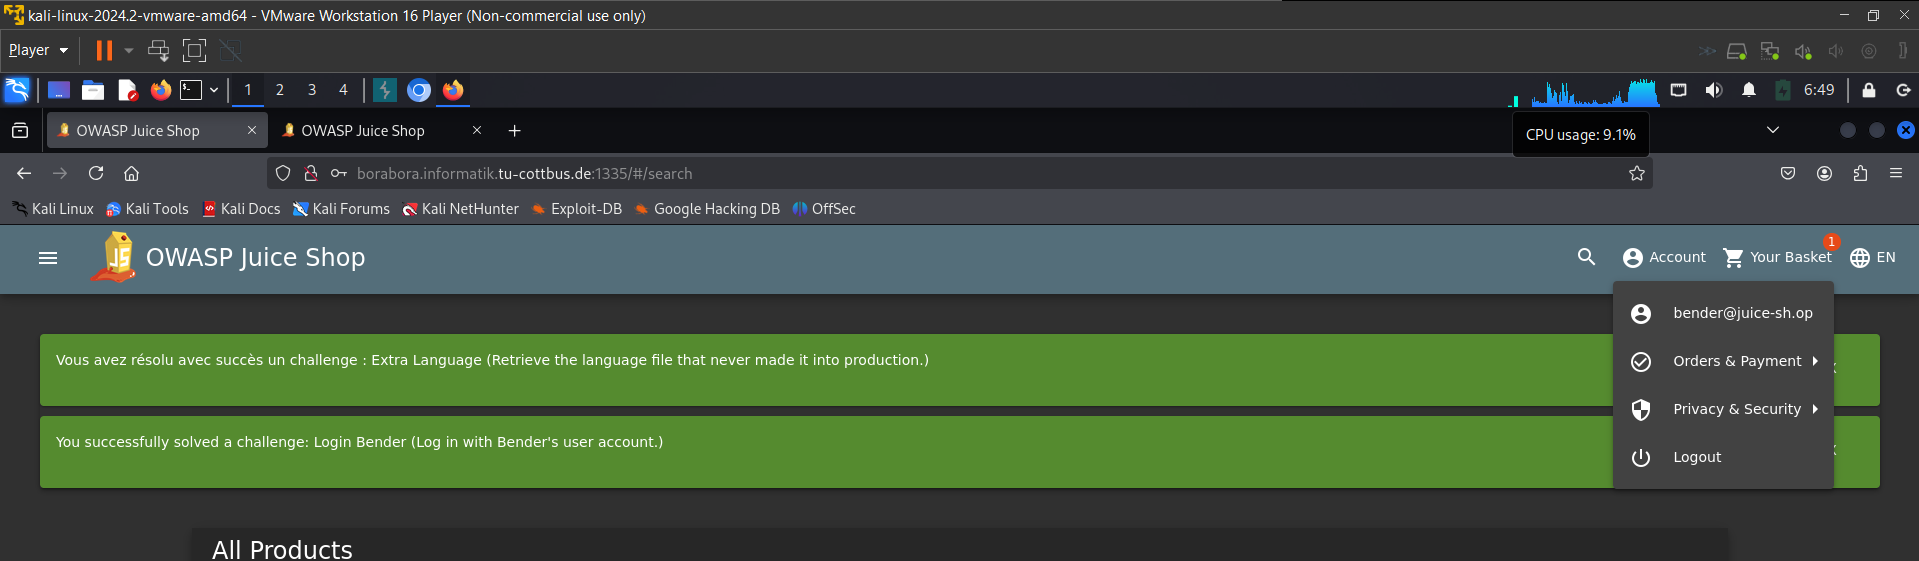 kali-linux-2024.2-vmware-amd64 - VMware Workstation 16 Player (Non-commercial use only)
Player
1 2 3 4
6:49
OWASP Juice Shop
OWASP Juice Shop
CPU usage: 9.1%
borabora.informatik.tu-cottbus.de:1335/#/search
Kali Linux Kali Tools Kali Docs Kali Forums Kali NetHunter Exploit-DB Google Hacking DB OffSec
OWASP Juice Shop
Account
Your Basket
1
EN
bender@juice-sh.op
Orders & Payment
Privacy & Security
Logout
Vous avez résolu avec succès un challenge : Extra Language (Retrieve the language file that never made it into production.)
You successfully solved a challenge: Login Bender (Log in with Bender's user account.)
All Products